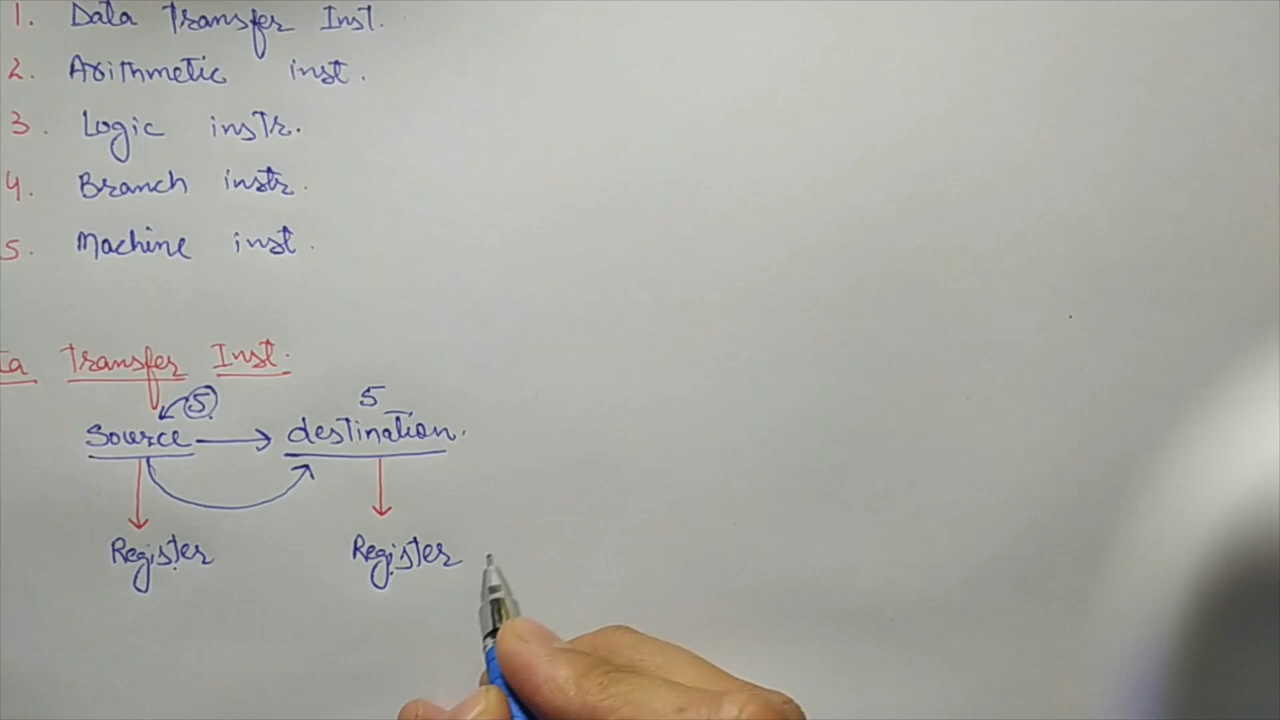 1. Data Transfer Inst.
2. Arithmetic inst.
3. Logic instr.
4. Branch instr.
5. Machine inst.
ta Transfer Inst.
5 5
Source → destination.
Register Register